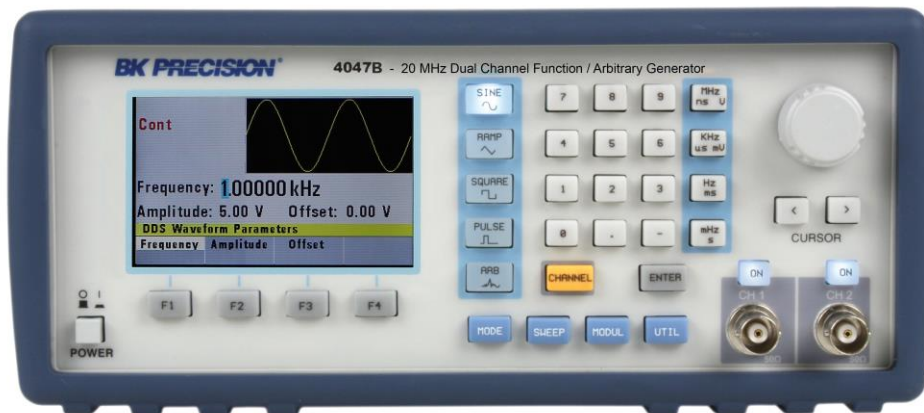 BK PRECISION®
4047B - 20 MHz Dual Channel Function / Arbitrary Generator
Cont
Frequency: 1.00000 kHz
Amplitude: 5.00 V Offset: 0.00 V
DDS Waveform Parameters
Frequency Amplitude Offset
F1 F2 F3 F4
POWER
SINE
RAMP
SQUARE
PULSE
ARB
7 8 9 MHz ns V
4 5 6 KHz us mV
1 2 3 Hz ms
0 . - mHz s
CHANNEL ENTER
MODE SWEEP MODUL UTIL
< >
CURSOR
ON ON
CH 1 CH 2
50Ω 50Ω